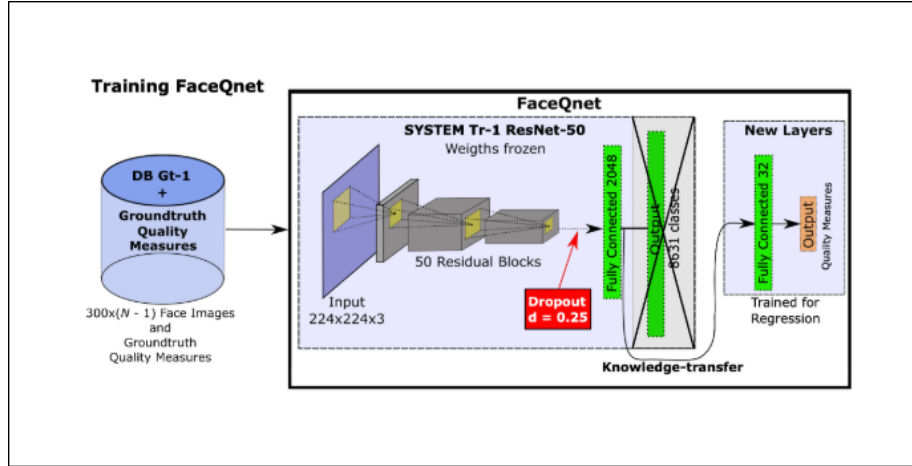 Training FaceQnet
FaceQnet
SYSTEM Tr-1 ResNet-50
Weigths frozen
New Layers
DB Gt-1
+
Groundtruth
Quality
Measures
300x(N - 1) Face Images
and
Groundtruth
Quality Measures
Input
224x224x3
50 Residual Blocks
Dropout
d = 0.25
Fully Connected 2048
Output
8631 classes
Fully Connected 32
Output
Quality Measures
Trained for
Regression
Knowledge-transfer